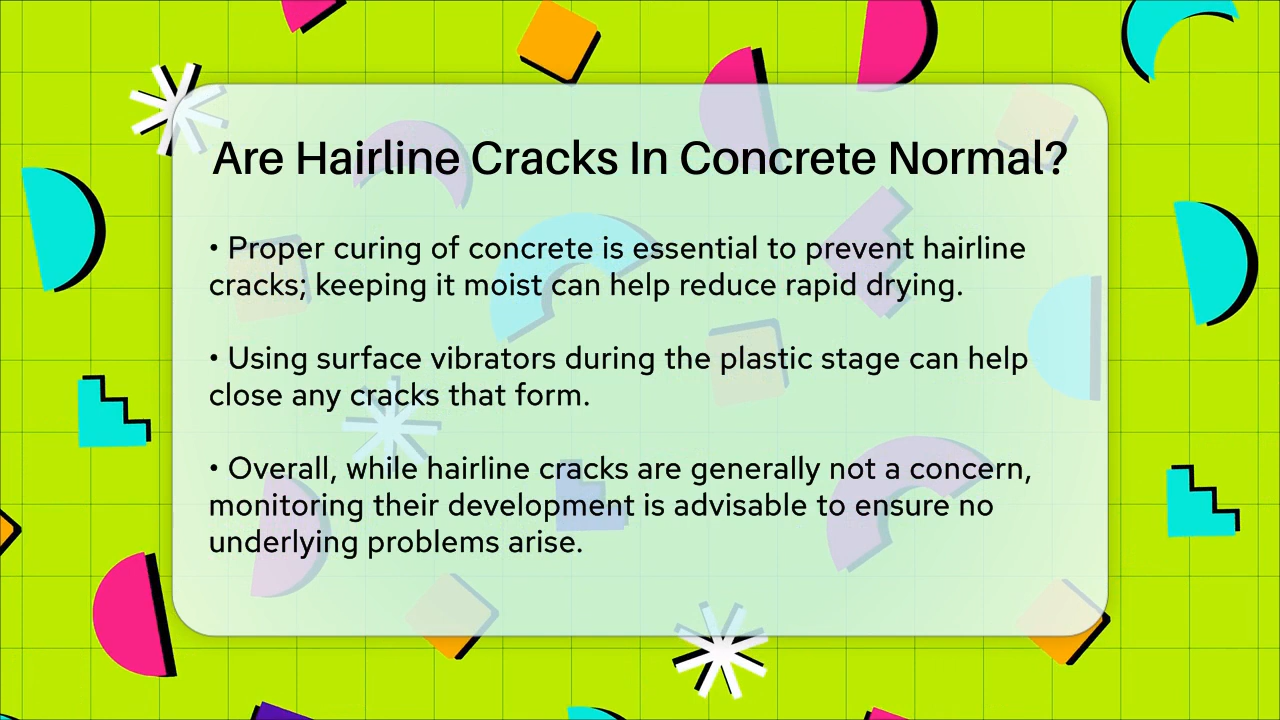 Are Hairline Cracks In Concrete Normal?
• Proper curing of concrete is essential to prevent hairline
cracks; keeping it moist can help reduce rapid drying.
• Using surface vibrators during the plastic stage can help
close any cracks that form.
• Overall, while hairline cracks are generally not a concern,
monitoring their development is advisable to ensure no
underlying problems arise.